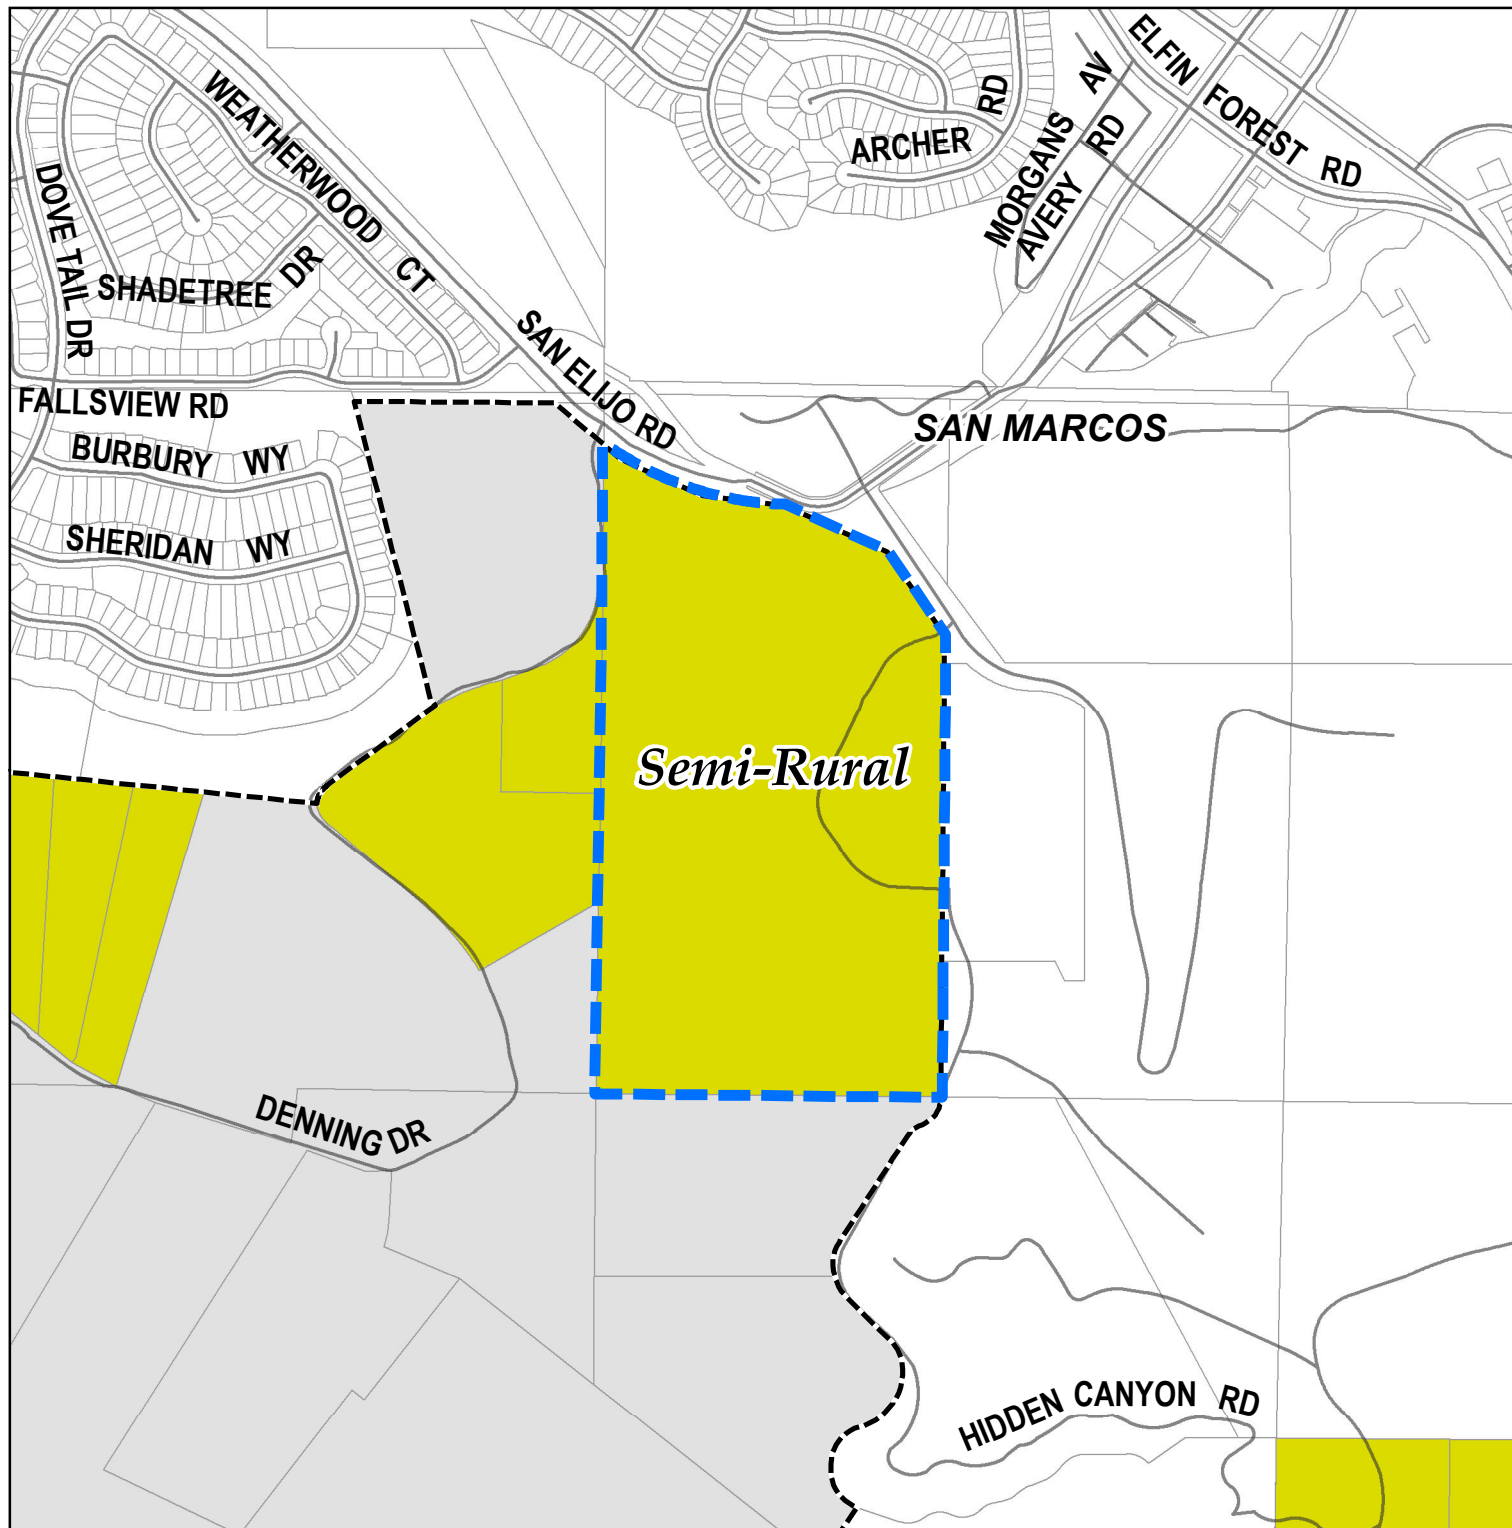 ELFIN FOREST RD
WEATHERWOOD CT
ARCHER RD
MORGANS AV
AVERY RD
DOVE TAIL DR
SHADETREE DR
SAN ELIJO RD
FALLSVIEW RD
SAN MARCOS
BURBURY WY
SHERIDAN WY
Semi-Rural
DENNING DR
HIDDEN CANYON RD